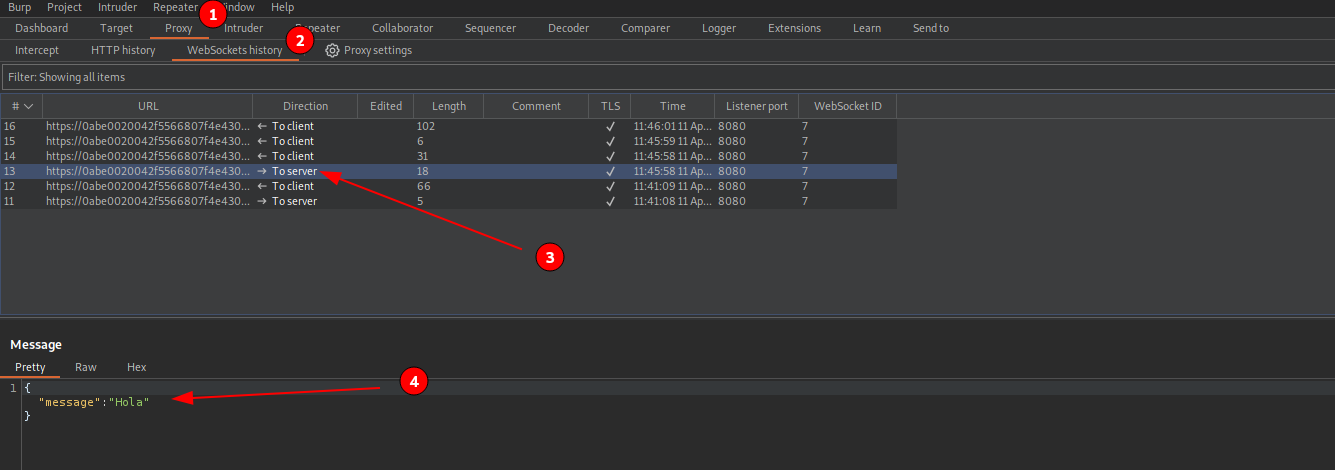 Burp Project Intruder Repeater Window Help
1
Dashboard Target Proxy Intruder Repeater Collaborator Sequencer Decoder Comparer Logger Extensions Learn Send to
2
Intercept HTTP history WebSockets history Proxy settings
Filter: Showing all items
# URL Direction Edited Length Comment TLS Time Listener port WebSocket ID
16 https://0abe0020042f5566807f4e430... ← To client 102 ✓ 11:46:01 11 Ap... 8080 7
15 https://0abe0020042f5566807f4e430... ← To client 6 ✓ 11:45:59 11 Ap... 8080 7
14 https://0abe0020042f5566807f4e430... ← To client 31 ✓ 11:45:58 11 Ap... 8080 7
13 https://0abe0020042f5566807f4e430... → To server 18 ✓ 11:45:58 11 Ap... 8080 7
12 https://0abe0020042f5566807f4e430... ← To client 66 ✓ 11:41:09 11 Ap... 8080 7
11 https://0abe0020042f5566807f4e430... → To server 5 ✓ 11:41:08 11 Ap... 8080 7
3
Message
Pretty Raw Hex
4
1 {
"message":"Hola"
}